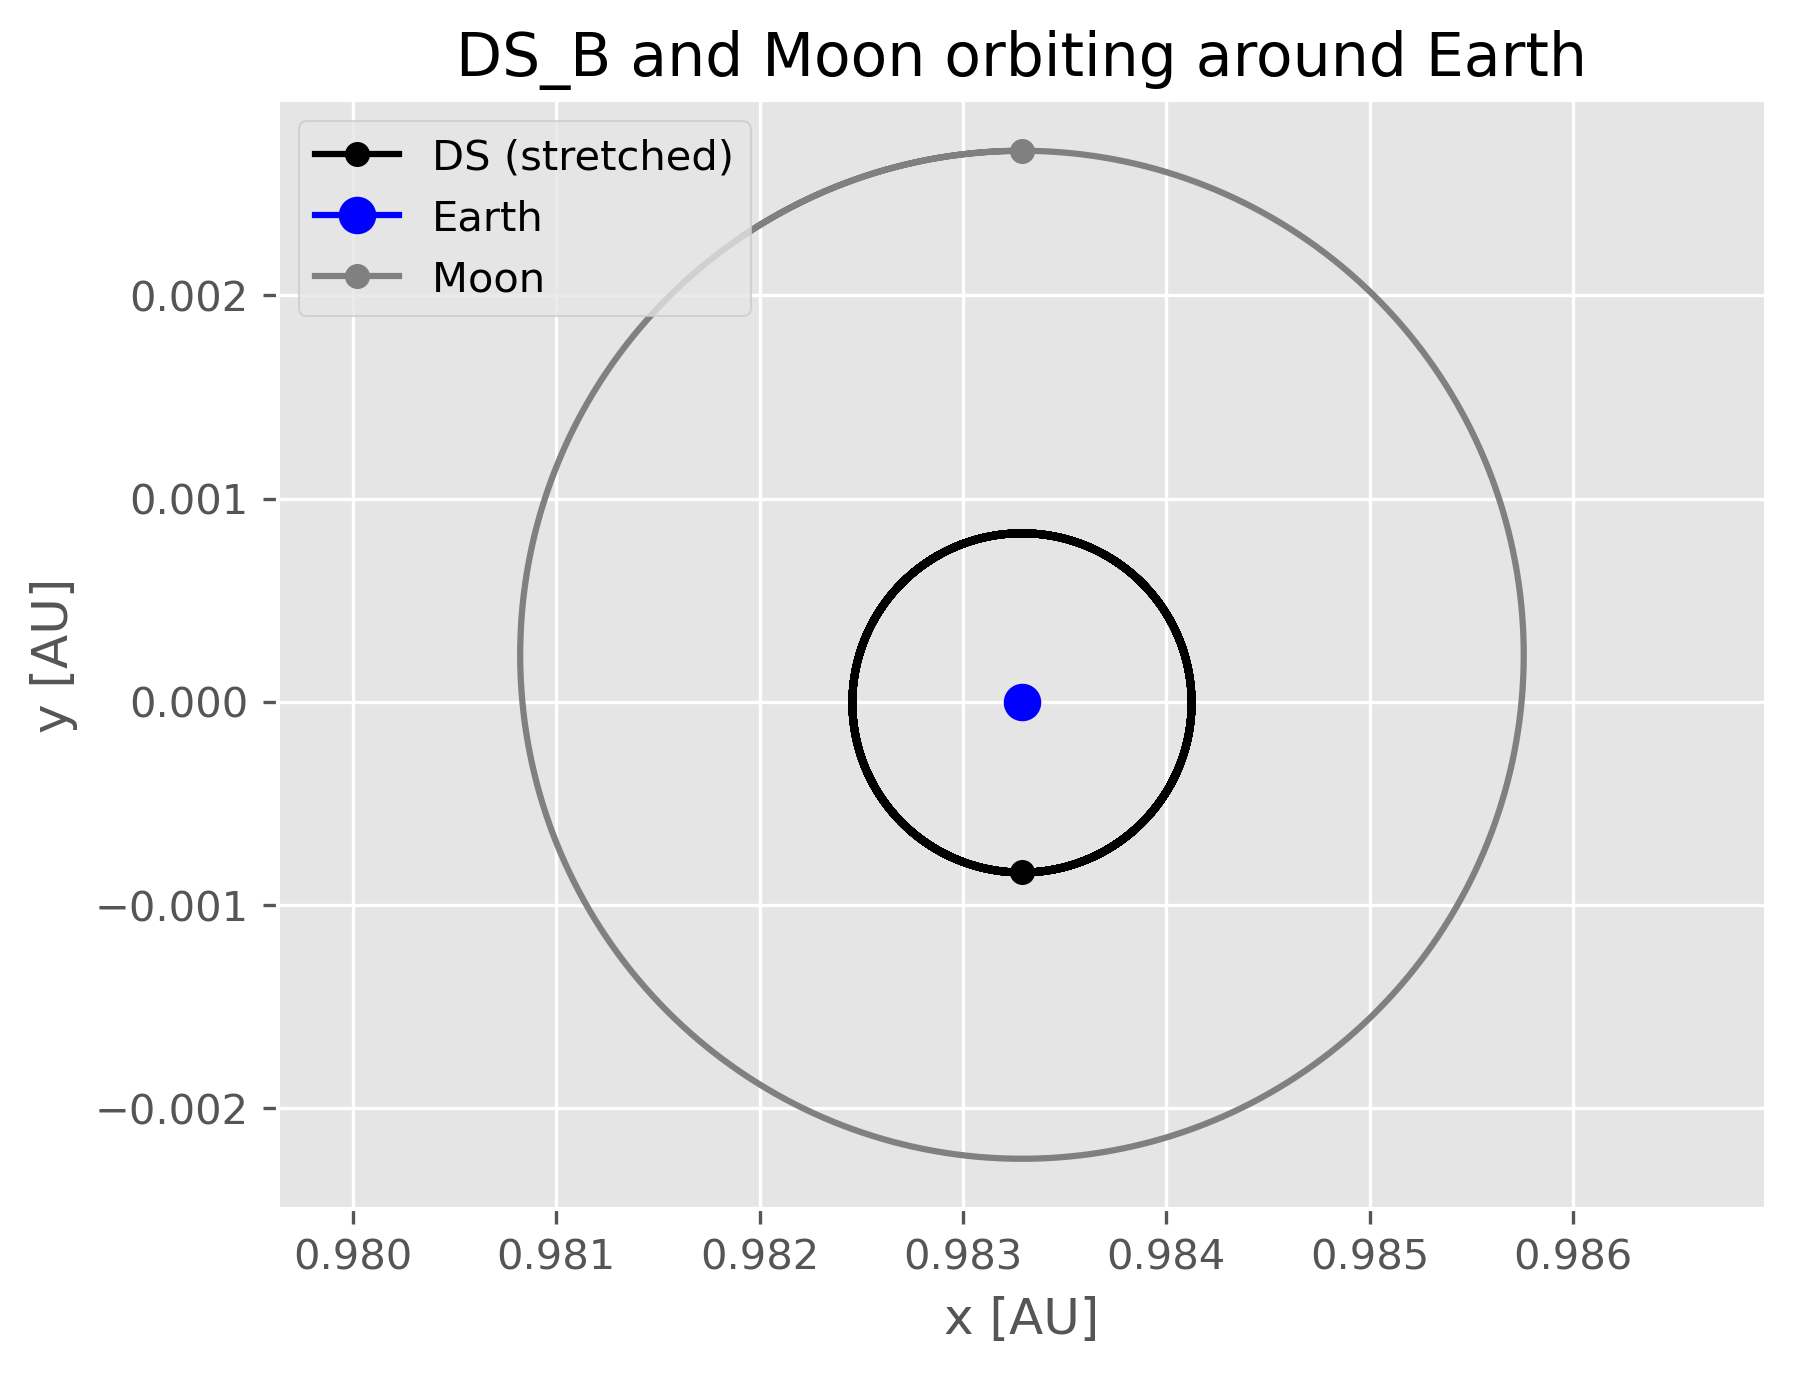 DS_B and Moon orbiting around Earth
DS (stretched)
Earth
Moon
0.002
0.001
0.000
−0.001
−0.002
y [AU]
0.980 0.981 0.982 0.983 0.984 0.985 0.986
x [AU]